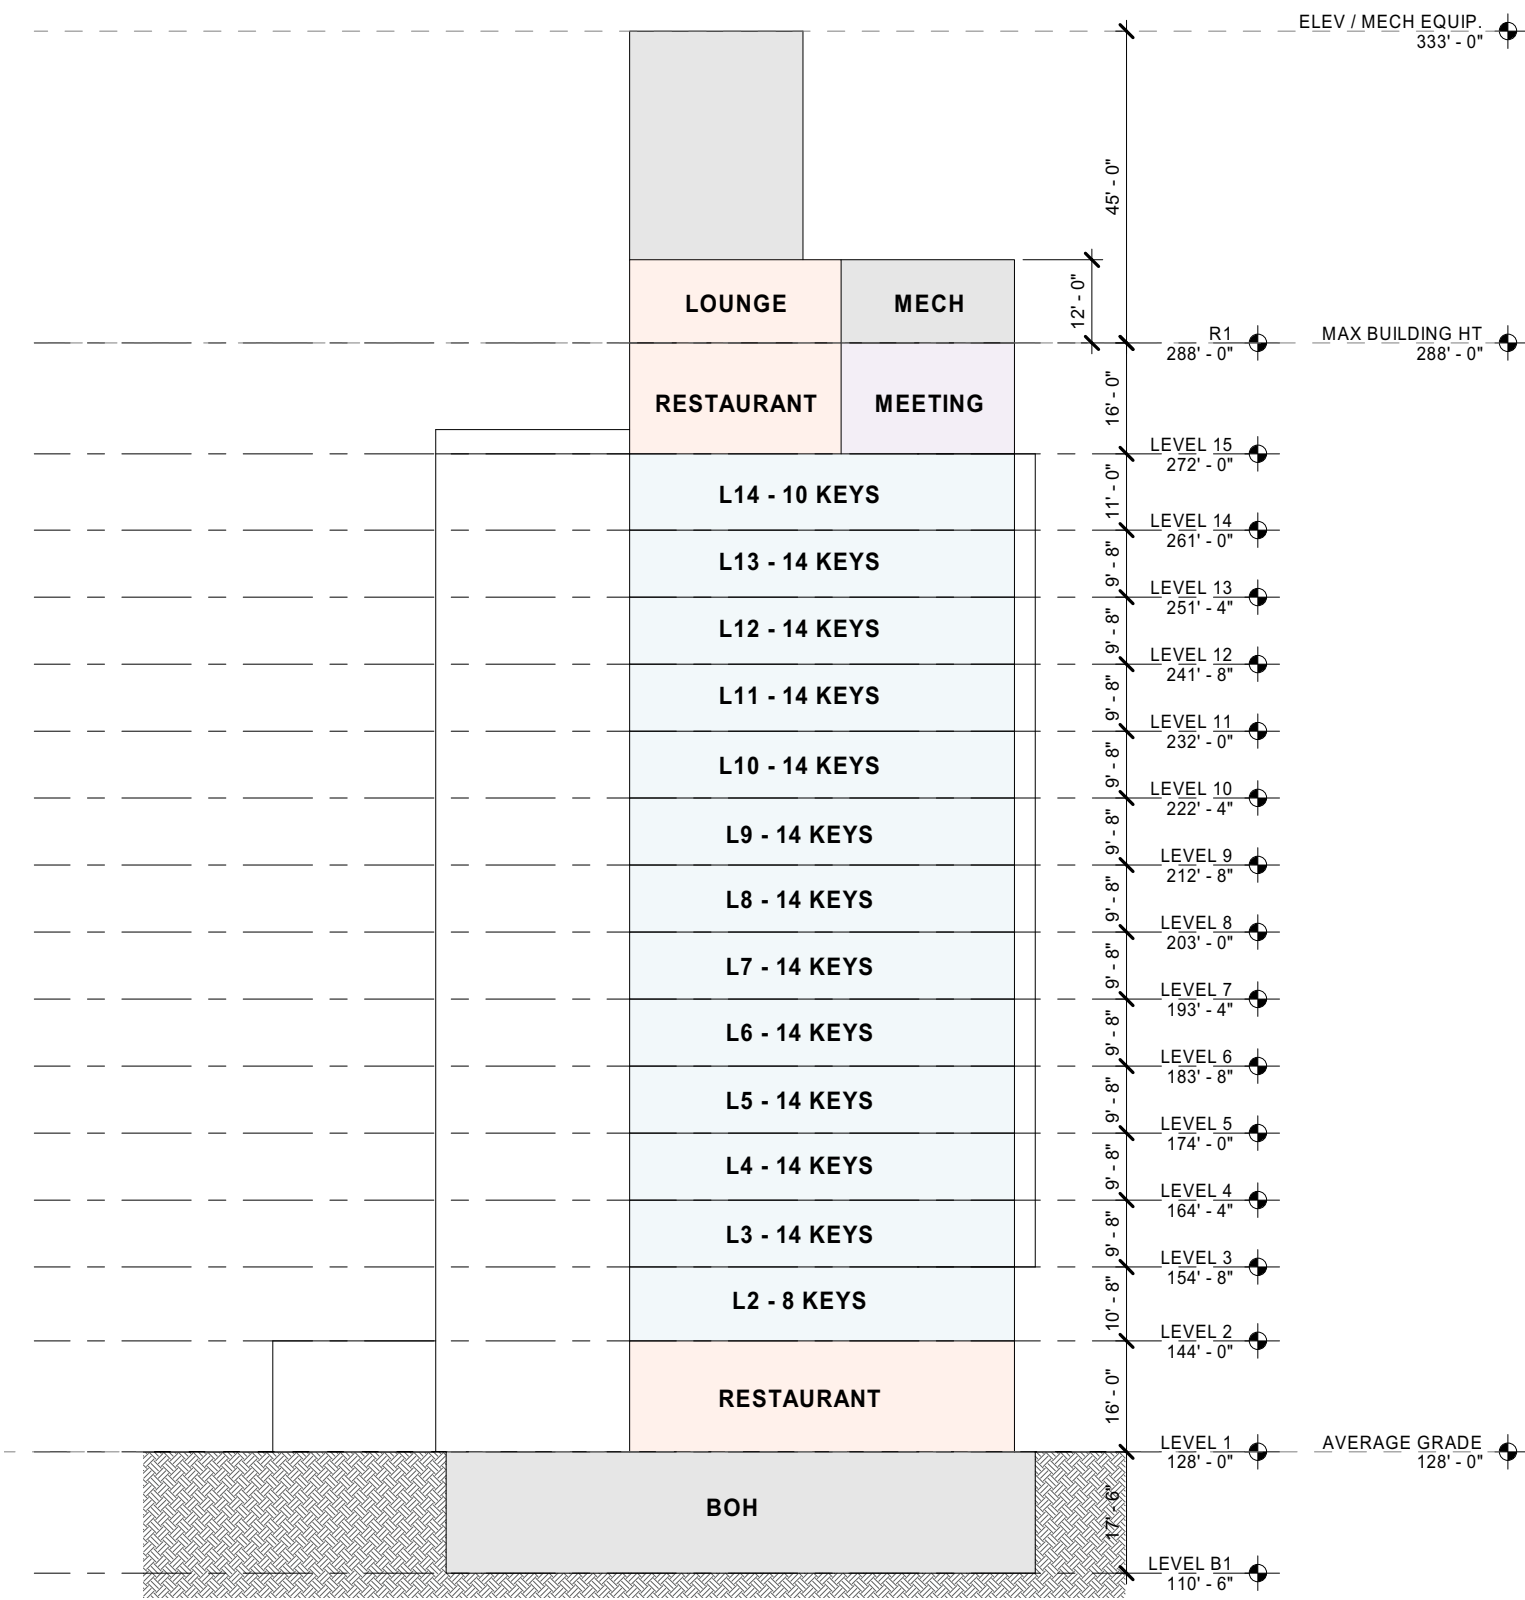 ELEV / MECH EQUIP.
333' - 0"
45' - 0"
LOUNGE
MECH
12' - 0"
R1
288' - 0"
MAX BUILDING HT
288' - 0"
RESTAURANT
MEETING
16' - 0"
LEVEL 15
272' - 0"
L14 - 10 KEYS
11' - 0"
LEVEL 14
261' - 0"
L13 - 14 KEYS
9' - 8"
LEVEL 13
251' - 4"
L12 - 14 KEYS
9' - 8"
LEVEL 12
241' - 8"
L11 - 14 KEYS
9' - 8"
LEVEL 11
232' - 0"
L10 - 14 KEYS
9' - 8"
LEVEL 10
222' - 4"
L9 - 14 KEYS
9' - 8"
LEVEL 9
212' - 8"
L8 - 14 KEYS
9' - 8"
LEVEL 8
203' - 0"
L7 - 14 KEYS
9' - 8"
LEVEL 7
193' - 4"
L6 - 14 KEYS
9' - 8"
LEVEL 6
183' - 8"
L5 - 14 KEYS
9' - 8"
LEVEL 5
174' - 0"
L4 - 14 KEYS
9' - 8"
LEVEL 4
164' - 4"
L3 - 14 KEYS
9' - 8"
LEVEL 3
154' - 8"
L2 - 8 KEYS
10' - 8"
LEVEL 2
144' - 0"
RESTAURANT
16' - 0"
LEVEL 1
128' - 0"
AVERAGE GRADE
128' - 0"
BOH
17' - 6"
LEVEL B1
110' - 6"